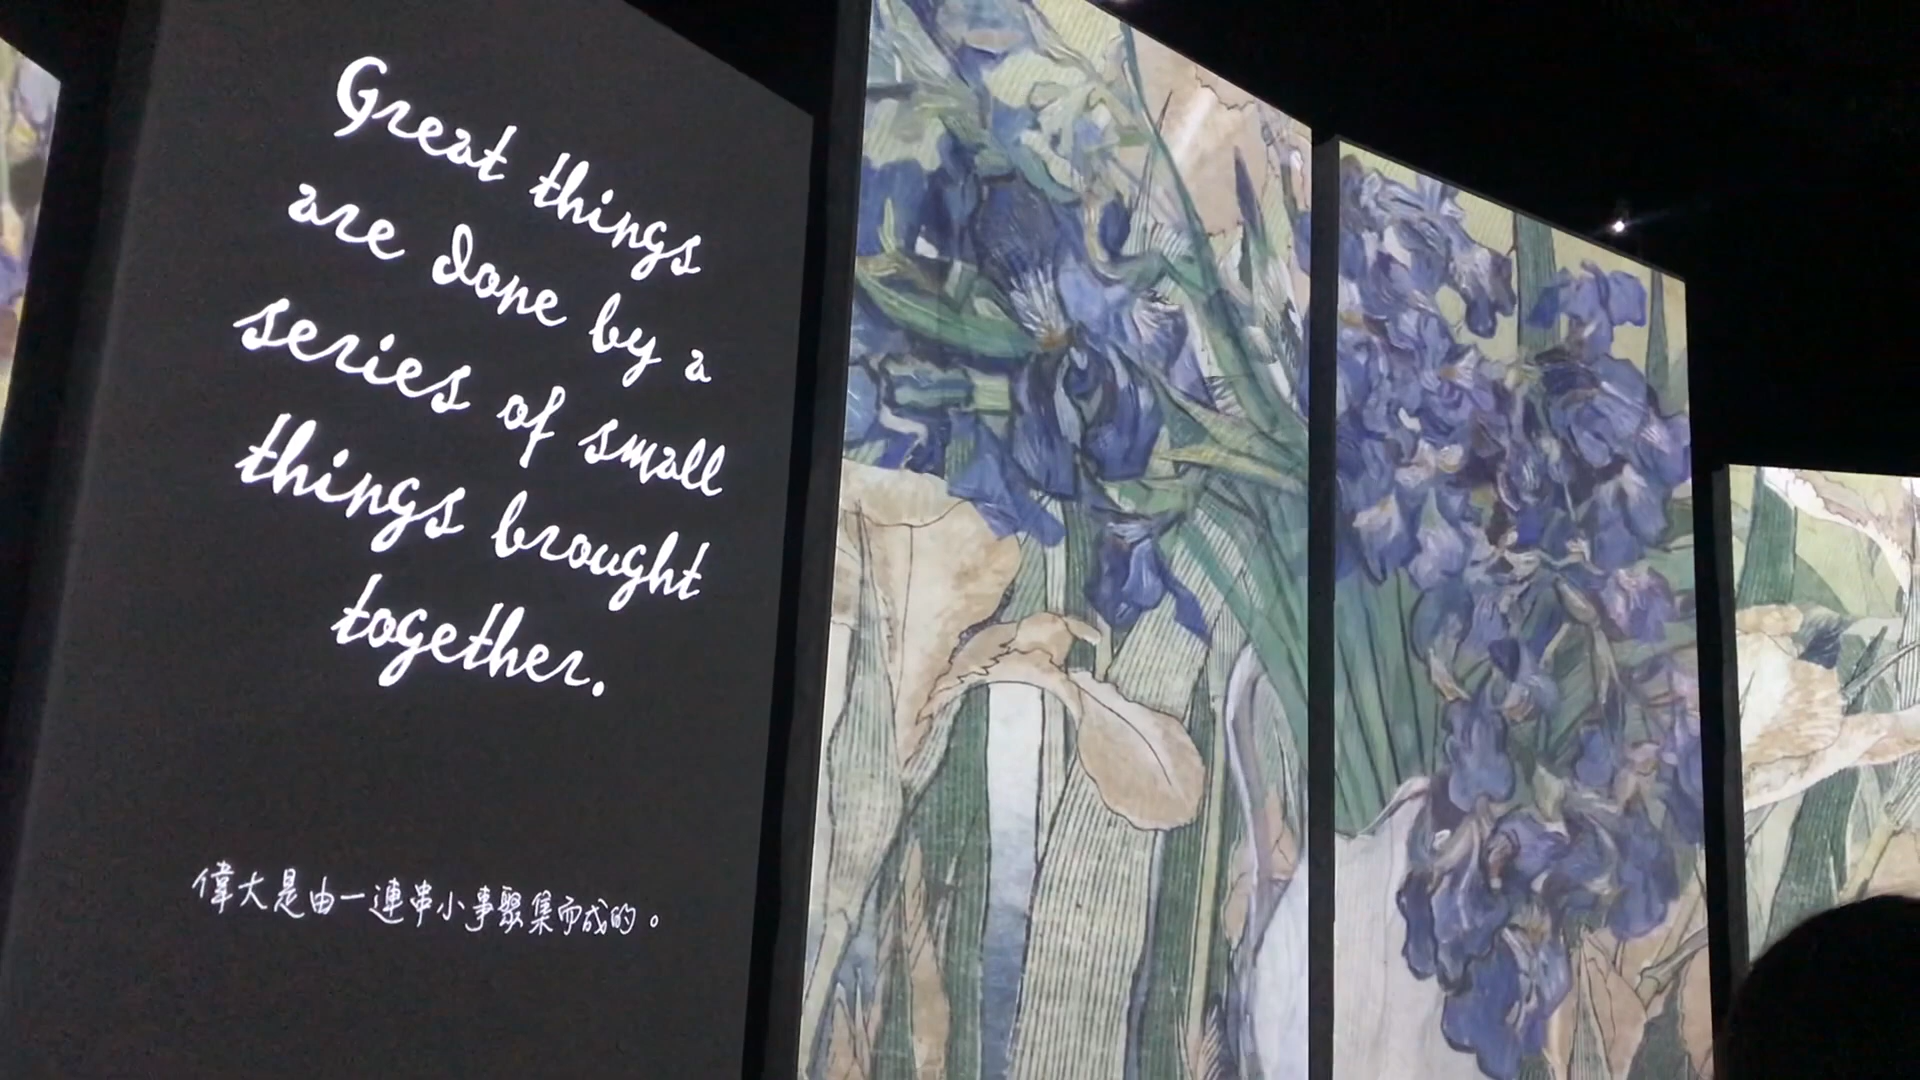 Great things
are done by a
series of small
things brought
together.
偉大是由一連串小事聚集而成的。